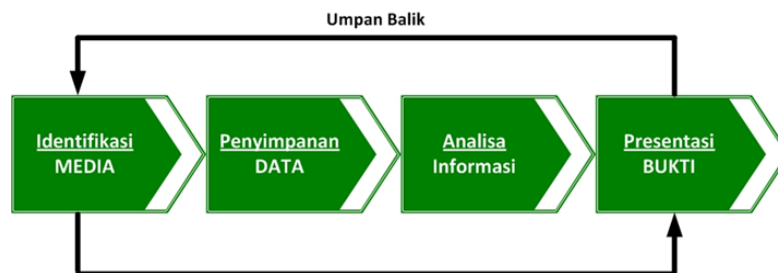 Umpan Balik
Identifikasi
MEDIA
Penyimpanan
DATA
Analisa
Informasi
Presentasi
BUKTI